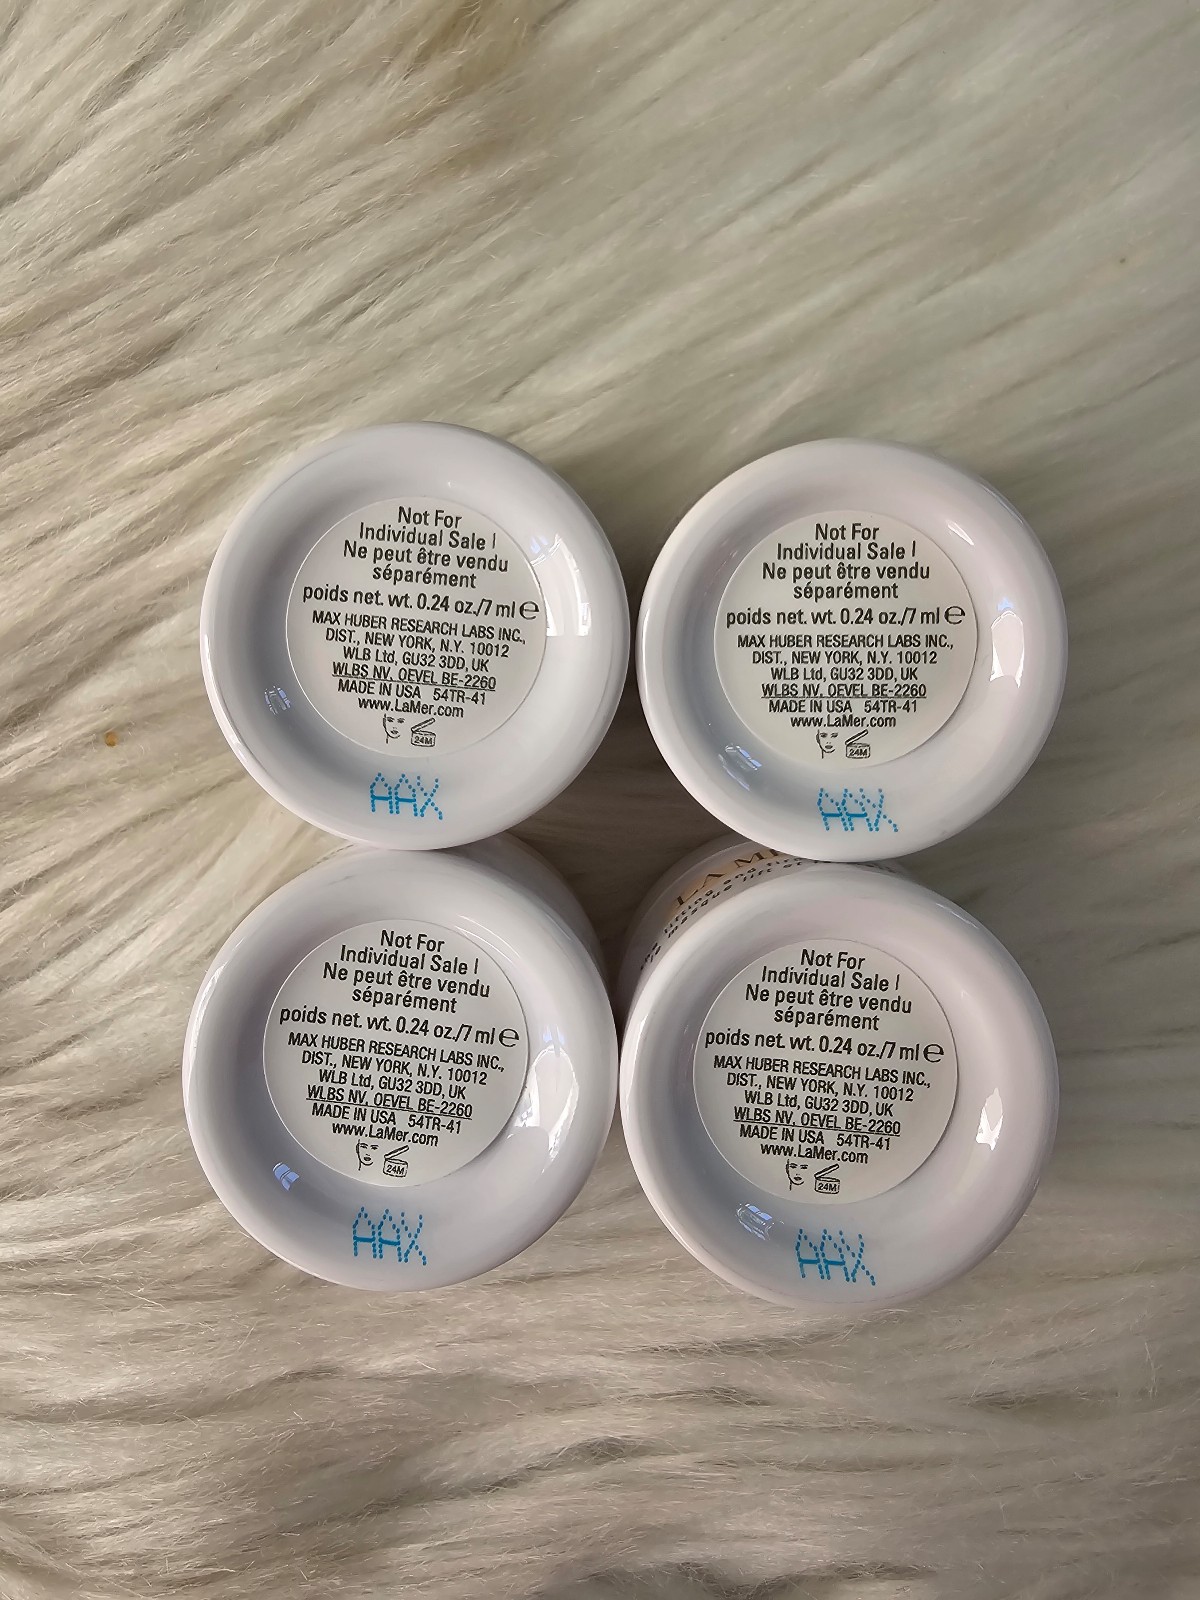 Not For
Individual Sale |
Ne peut être vendu
séparément
poids net. wt. 0.24 oz./7 ml e
MAX HUBER RESEARCH LABS INC.,
DIST., NEW YORK, N.Y. 10012
WLB Ltd, GU32 3DD, UK
WLBS NV, OEVEL BE-2260
MADE IN USA 54TR-41
www.LaMer.com
24M
AAX
Not For
Individual Sale |
Ne peut être vendu
séparément
poids net. wt. 0.24 oz./7 ml e
MAX HUBER RESEARCH LABS INC.,
DIST., NEW YORK, N.Y. 10012
WLB Ltd, GU32 3DD, UK
WLBS NV, OEVEL BE-2260
MADE IN USA 54TR-41
www.LaMer.com
24M
AAX
Not For
Individual Sale |
Ne peut être vendu
séparément
poids net. wt. 0.24 oz./7 ml e
MAX HUBER RESEARCH LABS INC.,
DIST., NEW YORK, N.Y. 10012
WLB Ltd, GU32 3DD, UK
WLBS NV, OEVEL BE-2260
MADE IN USA 54TR-41
www.LaMer.com
24M
AAX
LA
lifting and
masque lift et
Not For
Individual Sale |
Ne peut être vendu
séparément
poids net. wt. 0.24 oz./7 ml e
MAX HUBER RESEARCH LABS INC.,
DIST., NEW YORK, N.Y. 10012
WLB Ltd, GU32 3DD, UK
WLBS NV, OEVEL BE-2260
MADE IN USA 54TR-41
www.LaMer.com
24M
AAX